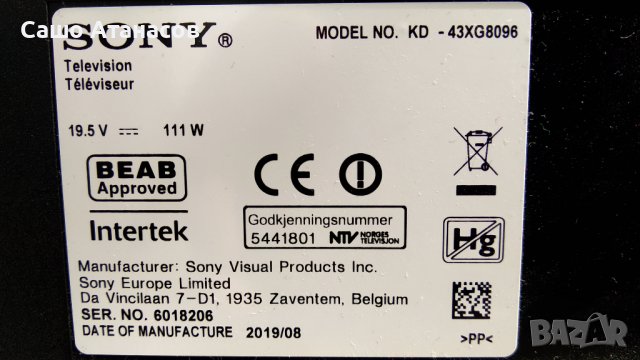 Сашо Атанасов
SONY®
MODEL NO. KD - 43XG8096
Television
Téléviseur
19.5 V 111 W
BEAB
Approved
Intertek
CE
Godkjenningsnummer
5441801 NTV NORGES TELEVISJON
Hg
Manufacturer: Sony Visual Products Inc.
Sony Europe Limited
Da Vincilaan 7-D1, 1935 Zaventem, Belgium
SER. NO. 6018206
DATE OF MANUFACTURE 2019/08
>PP<
BAZAR